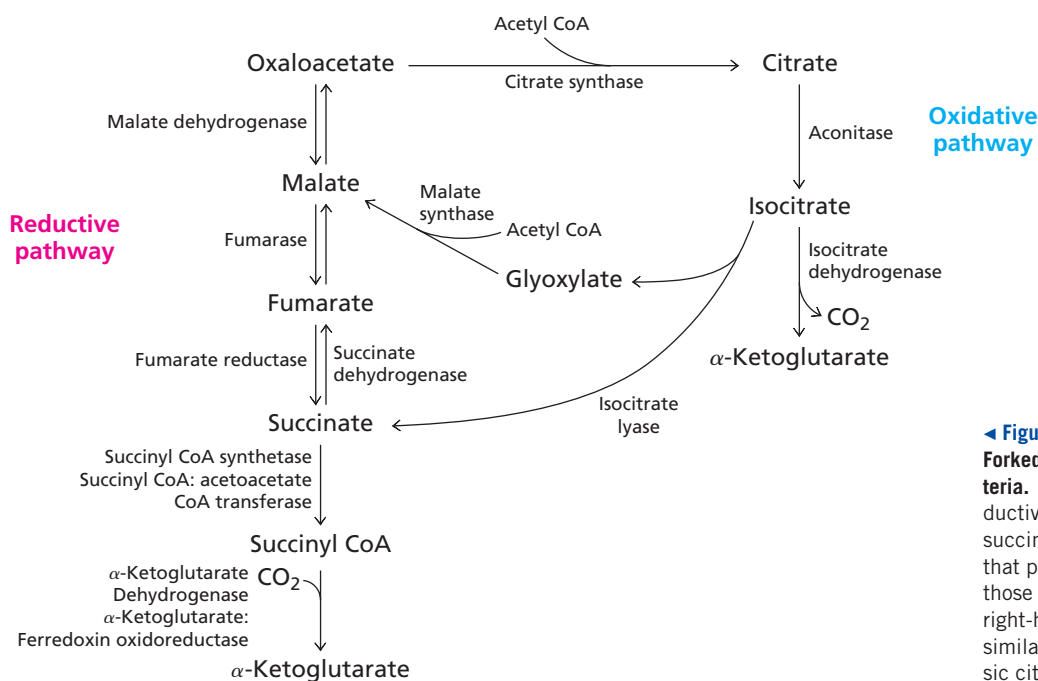 Acetyl CoA
Oxaloacetate
Citrate synthase
Citrate
Malate dehydrogenase
Aconitase
Oxidative
pathway
Malate
Malate
synthase
Acetyl CoA
Isocitrate
Reductive
pathway
Fumarase
Glyoxylate
Isocitrate
dehydrogenase
CO₂
Fumarate
α-Ketoglutarate
Fumarate reductase
Succinate
dehydrogenase
Isocitrate
lyase
Succinate
Succinyl CoA synthetase
Succinyl CoA: acetoacetate
CoA transferase
Succinyl CoA
α-Ketoglutarate
Dehydrogenase
α-Ketoglutarate:
Ferredoxin oxidoreductase
CO₂
α-Ketoglutarate
◄ Figu
Forked
teria.
ductiv
succin
that p
those
right-h
similar
sic cit